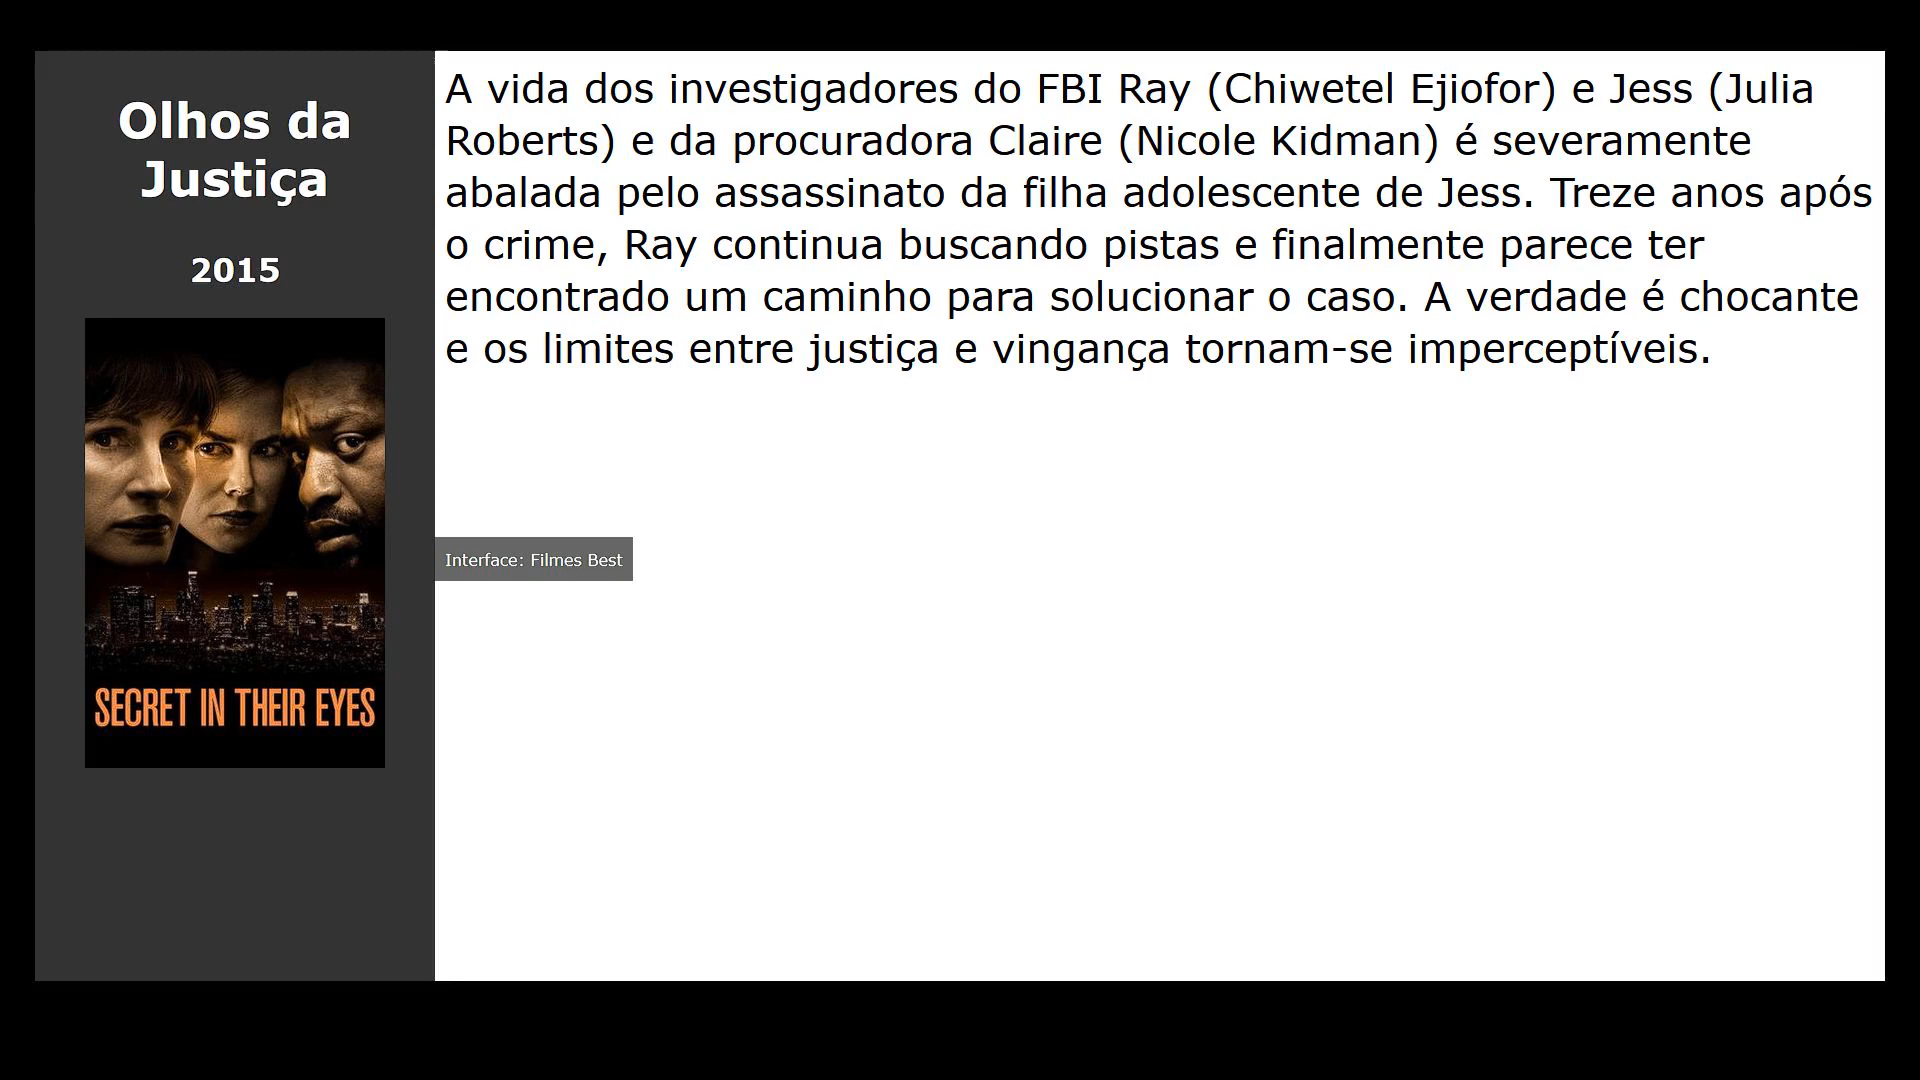 Olhos da
Justiça
2015
SECRET IN THEIR EYES
A vida dos investigadores do FBI Ray (Chiwetel Ejiofor) e Jess (Julia
Roberts) e da procuradora Claire (Nicole Kidman) é severamente
abalada pelo assassinato da filha adolescente de Jess. Treze anos após
o crime, Ray continua buscando pistas e finalmente parece ter
encontrado um caminho para solucionar o caso. A verdade é chocante
e os limites entre justiça e vingança tornam-se imperceptíveis.
Interface: Filmes Best